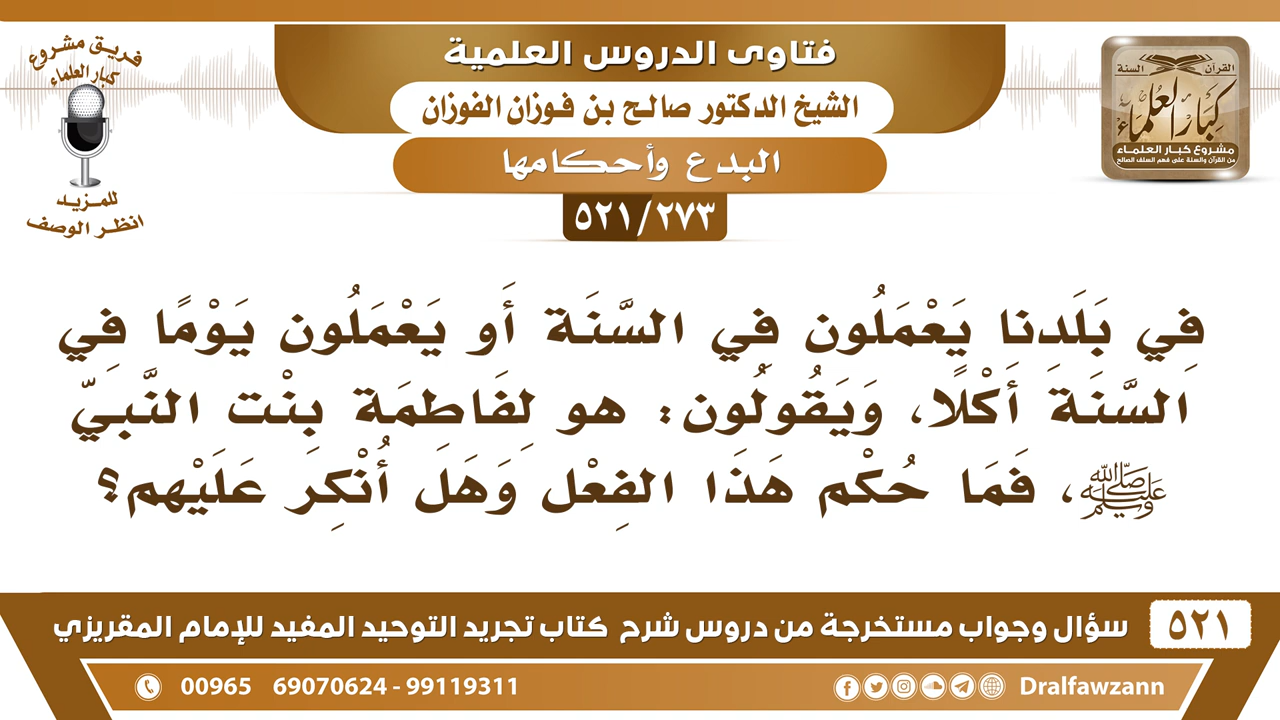 فتاوى الدروس العلمية
الشيخ الدكتور صالح بن فوزان الفوزان
البدع وأحكامها
٥٢١/٢٧٣
فريق مشروع
كبار العلماء
للمزيد
انظر الوصف
القرآن السنة
كبار العلماء
مشروع كبار العلماء
من القرآن والسنة على فهم السلف الصالح
فِي بَلَدنا يَعْمَلُون فِي السَّنَة أَو يَعْمَلُون يَوْمًا فِي
السَّنَة أَكْلًا، وَيَقُولُون: هو لِفَاطِمَة بِنْت النَّبِيّ
ﷺ، فَمَا حُكْم هَذَا الفِعْل وَهَل أُنْكِر عَلَيْهم؟
٥٢١ سؤال وجواب مستخرجة من دروس شرح كتاب تجريد التوحيد المفيد للإمام المقريزي
00965 69070624 - 99119311
Dralfawzann